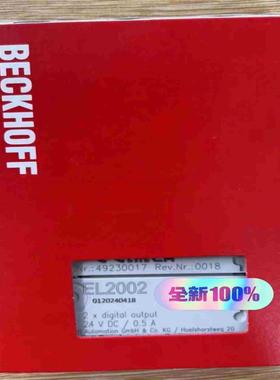 BECKHOFF
Nr.:49230017 Rev.Nr.:0018
EL2002
0120240418
2 x digital output
24 V DC / 0.5 A
Automation GmbH & Co. KG / Huelshorstweg 20
全新100%